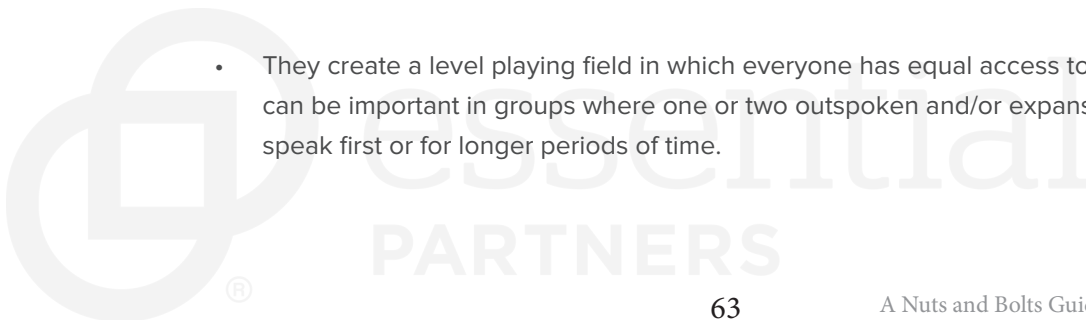 • They create a level playing field in which everyone has equal access to
can be important in groups where one or two outspoken and/or
speak first or for longer periods of time.
essential
PARTNERS
®
63 A Nuts and Bolts